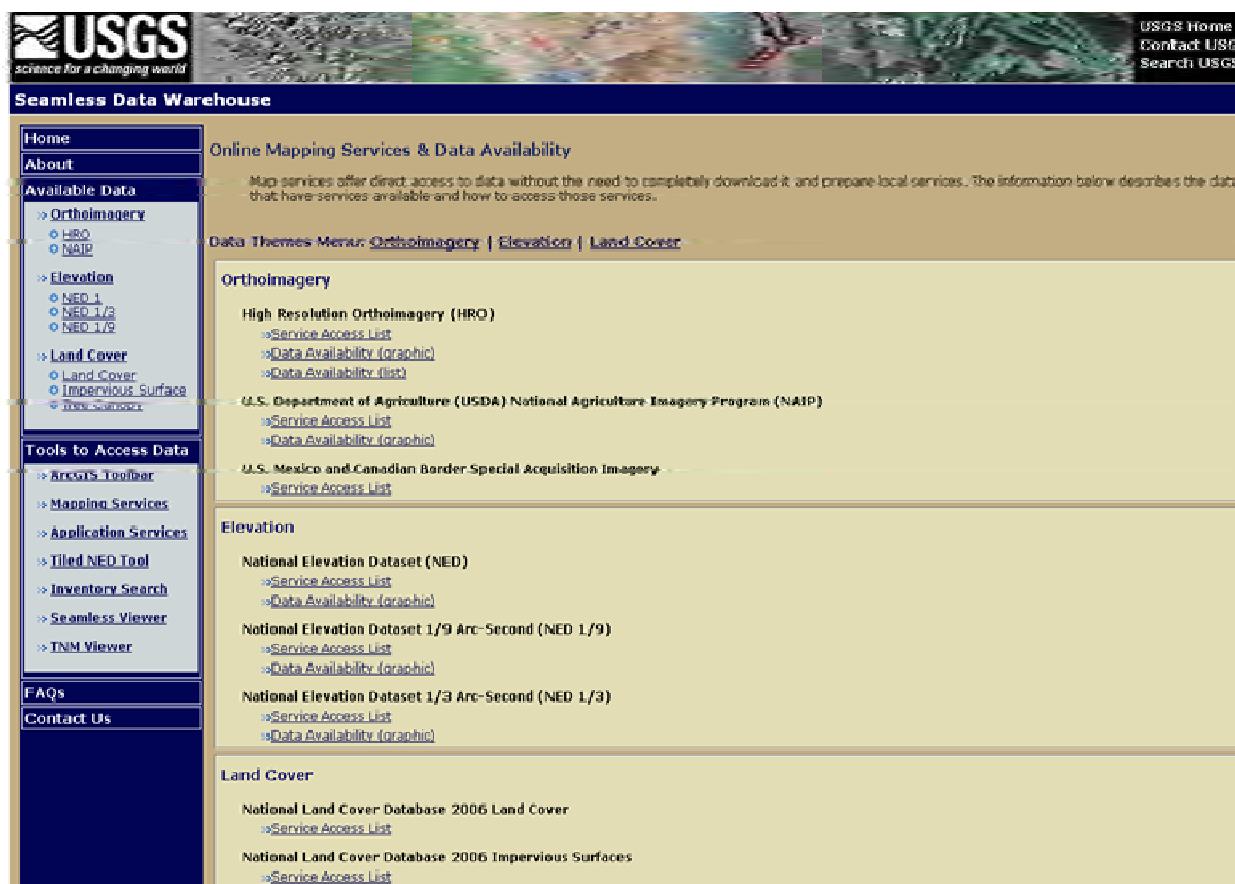 USGS
science for a changing world
USGS Home
Contact USG
Search USGS
Seamless Data Warehouse
Home
About
Available Data
Orthoimagery
HRO
NAIP
Elevation
NED 1
NED 1/3
NED 1/9
Land Cover
Land Cover
Impervious Surface
Tree Canopy
Tools to Access Data
ArcGIS Toolbar
Mapping Services
Application Services
Tiled NED Tool
Inventory Search
Seamless Viewer
TNM Viewer
FAQs
Contact Us
Online Mapping Services & Data Availability
Map services offer direct access to data without the need to completely download it and prepare local services. The information below describes the data
that have services available and how to access those services.
Data Themes Menu: Orthoimagery | Elevation | Land Cover
Orthoimagery
High Resolution Orthoimagery (HRO)
»Service Access List
»Data Availability (graphic)
»Data Availability (list)
U.S. Department of Agriculture (USDA) National Agriculture Imagery Program (NAIP)
»Service Access List
»Data Availability (graphic)
U.S. Mexico and Canadian Border Special Acquisition Imagery
»Service Access List
Elevation
National Elevation Dataset (NED)
»Service Access List
»Data Availability (graphic)
National Elevation Dataset 1/9 Arc-Second (NED 1/9)
»Service Access List
»Data Availability (graphic)
National Elevation Dataset 1/3 Arc-Second (NED 1/3)
»Service Access List
»Data Availability (graphic)
Land Cover
National Land Cover Database 2006 Land Cover
»Service Access List
National Land Cover Database 2006 Impervious Surfaces
»Service Access List